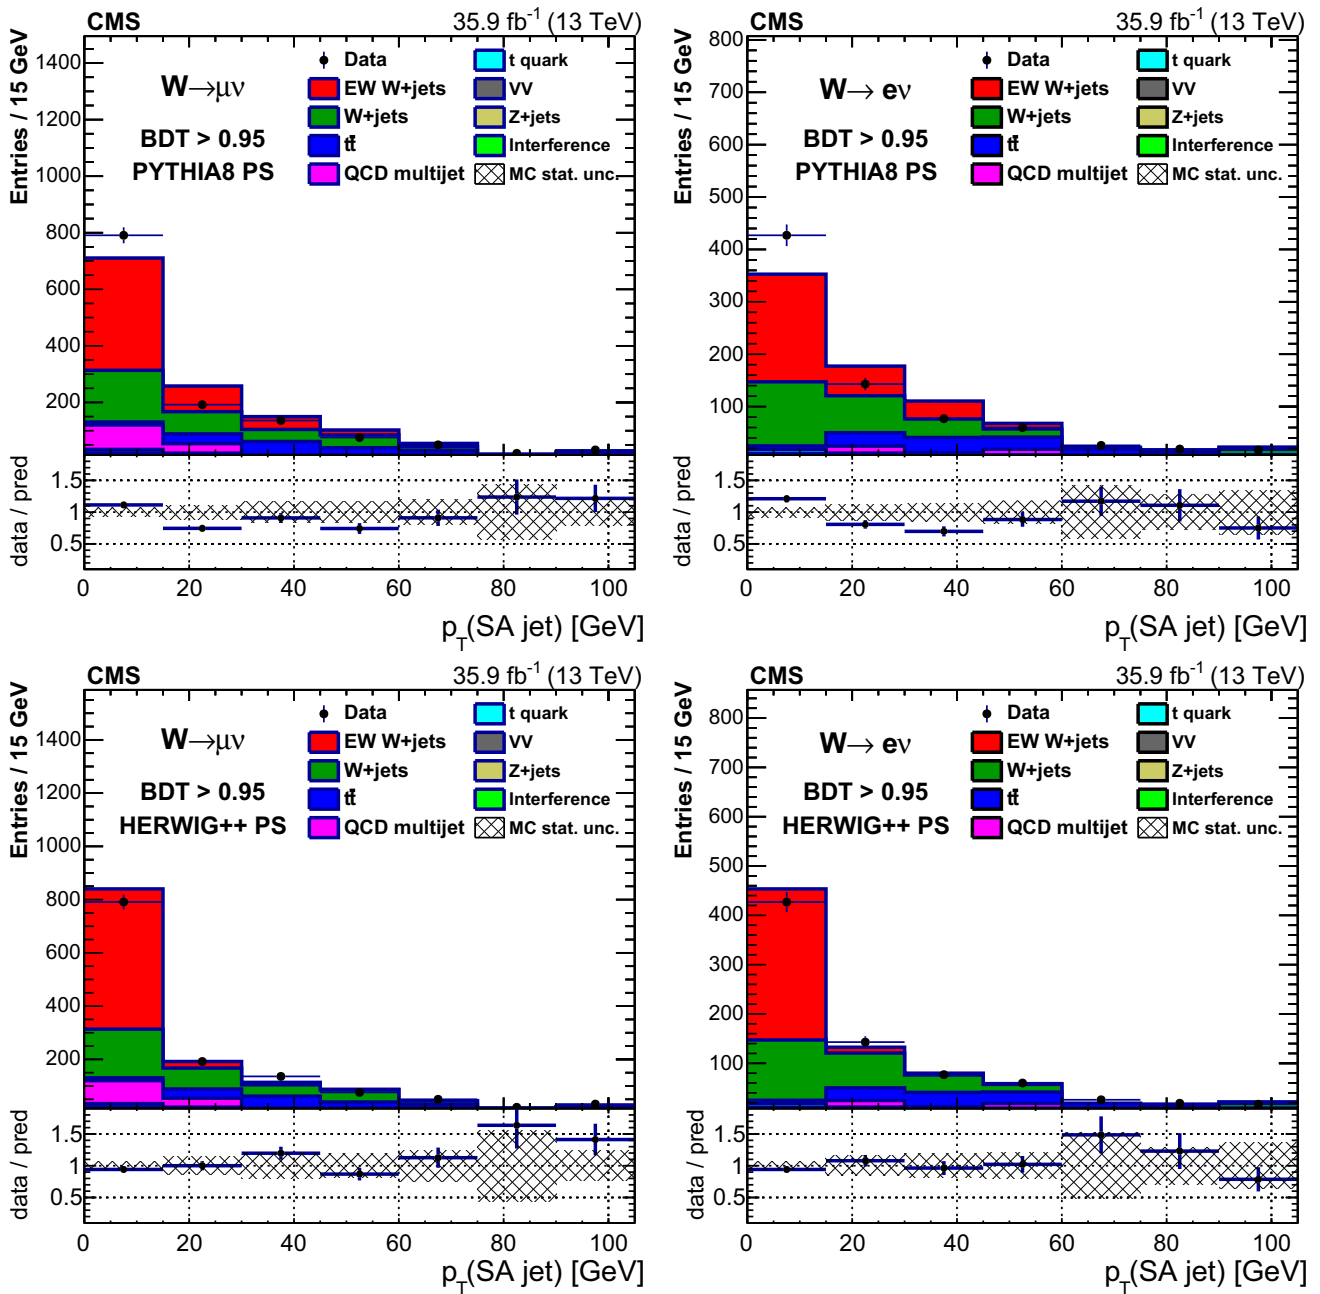 CMS 35.9 fb⁻¹ (13 TeV)
Entries / 15 GeV
1400
1200
1000
800
600
400
200
W→μν
BDT > 0.95
PYTHIA8 PS
Data
EW W+jets
W+jets
tt̄
QCD multijet
t quark
VV
Z+jets
Interference
MC stat. unc.
data / pred
1.5
1
0.5
0 20 40 60 80 100
p_T(SA jet) [GeV]
CMS 35.9 fb⁻¹ (13 TeV)
Entries / 15 GeV
800
700
600
500
400
300
200
100
W→ eν
BDT > 0.95
PYTHIA8 PS
Data
EW W+jets
W+jets
tt̄
QCD multijet
t quark
VV
Z+jets
Interference
MC stat. unc.
data / pred
1.5
1
0.5
0 20 40 60 80 100
p_T(SA jet) [GeV]
CMS 35.9 fb⁻¹ (13 TeV)
Entries / 15 GeV
1400
1200
1000
800
600
400
200
W→μν
BDT > 0.95
HERWIG++ PS
Data
EW W+jets
W+jets
tt̄
QCD multijet
t quark
VV
Z+jets
Interference
MC stat. unc.
data / pred
1.5
1
0.5
0 20 40 60 80 100
p_T(SA jet) [GeV]
CMS 35.9 fb⁻¹ (13 TeV)
Entries / 15 GeV
800
700
600
500
400
300
200
100
W→ eν
BDT > 0.95
HERWIG++ PS
Data
EW W+jets
W+jets
tt̄
QCD multijet
t quark
VV
Z+jets
Interference
MC stat. unc.
data / pred
1.5
1
0.5
0 20 40 60 80 100
p_T(SA jet) [GeV]